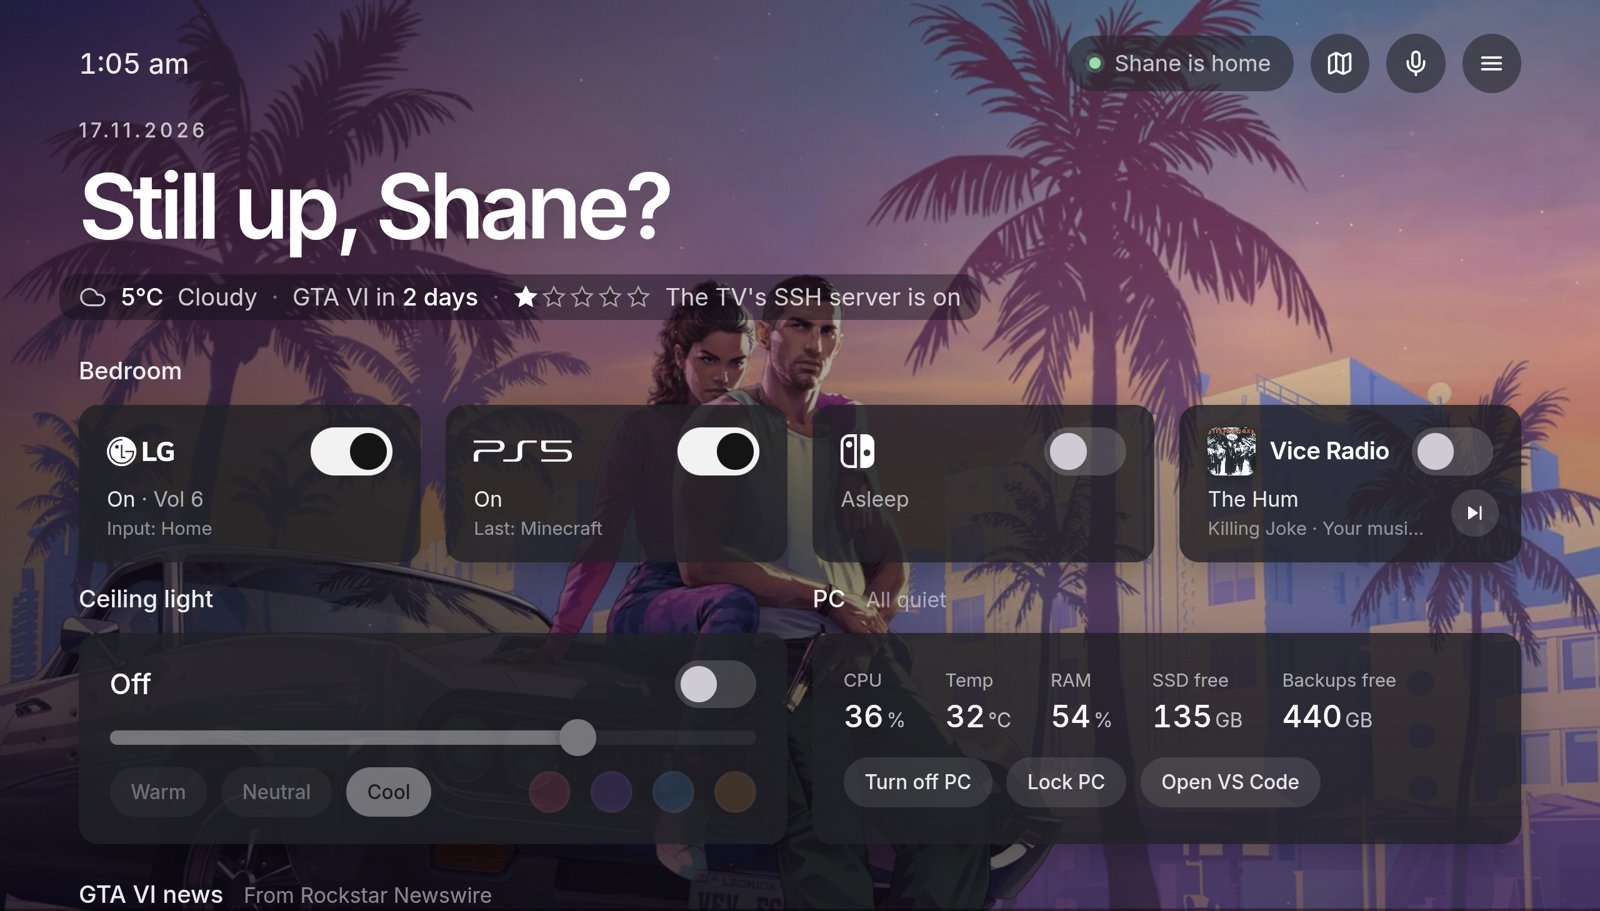 1:05 am
Shane is home
17.11.2026
Still up, Shane?
5°C Cloudy · GTA VI in 2 days · ★☆☆☆☆ The TV's SSH server is on
Bedroom
LG
On · Vol 6
Input: Home
PS5
On
Last: Minecraft
Asleep
Vice Radio
The Hum
Killing Joke · Your musi...
Ceiling light
Off
Warm Neutral Cool
PC All quiet
CPU Temp RAM SSD free Backups free
36 % 32 °C 54 % 135 GB 440 GB
Turn off PC Lock PC Open VS Code
GTA VI news From Rockstar Newswire